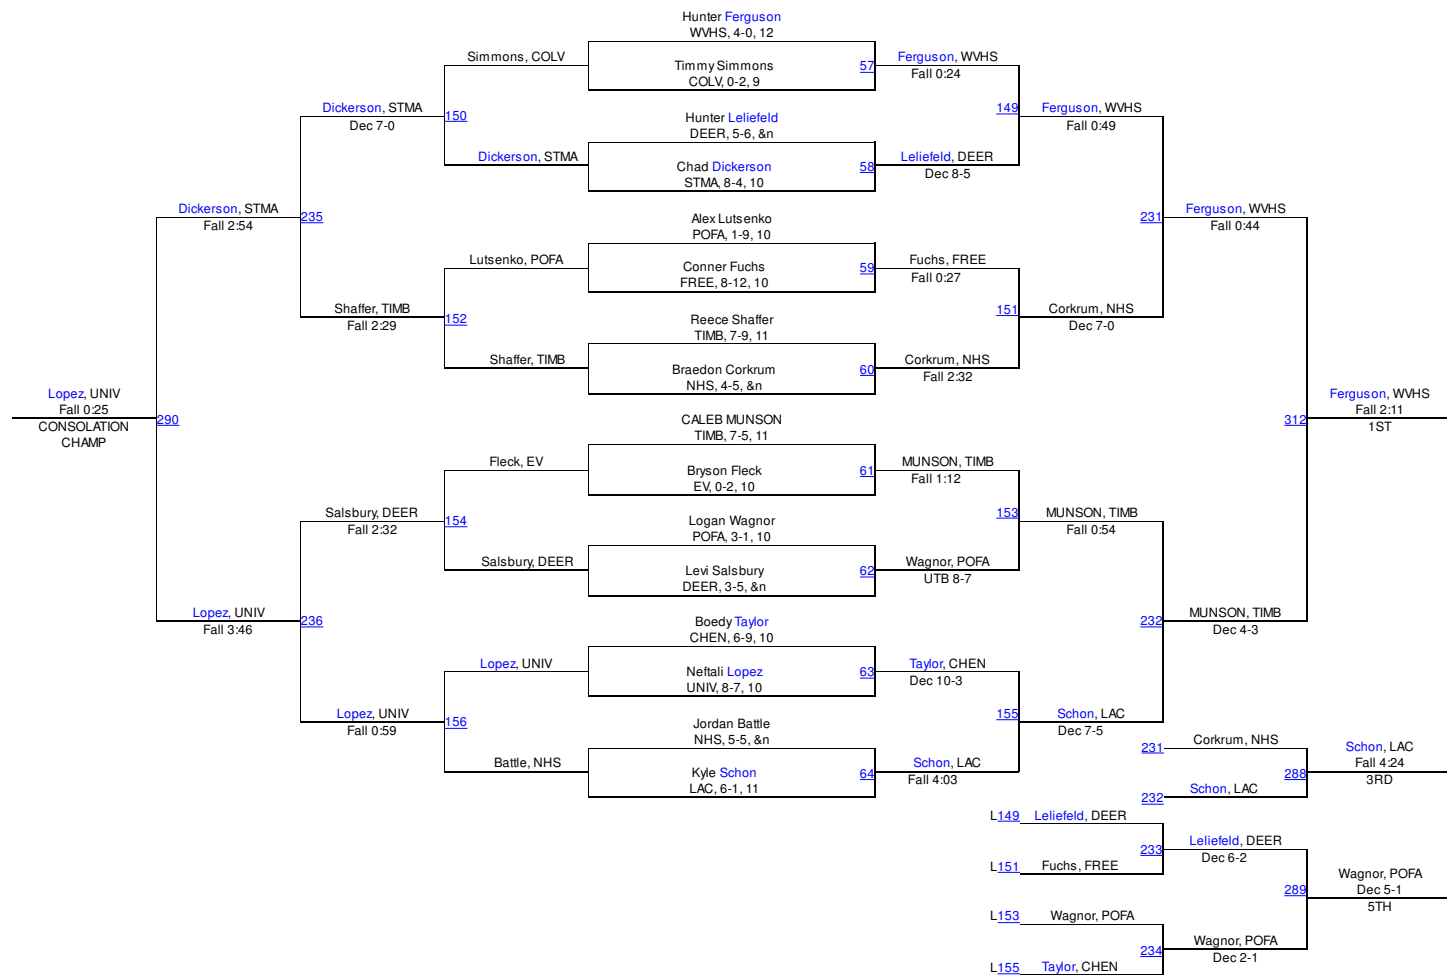 Hunter Ferguson
WVHS, 4-0, 12
Simmons, COLV
Timmy Simmons
COLV, 0-2, 9
57
Ferguson, WVHS
Fall 0:24
Dickerson, STMA
Dec 7-0
150
Hunter Leliefeld
DEER, 5-6, &n
149
Ferguson, WVHS
Fall 0:49
Dickerson, STMA
Chad Dickerson
STMA, 8-4, 10
58
Leliefeld, DEER
Dec 8-5
Dickerson, STMA
Fall 2:54
235
Alex Lutsenko
POFA, 1-9, 10
231
Ferguson, WVHS
Fall 0:44
Lutsenko, POFA
Conner Fuchs
FREE, 8-12, 10
59
Fuchs, FREE
Fall 0:27
Shaffer, TIMB
Fall 2:29
152
Reece Shaffer
TIMB, 7-9, 11
151
Corkrum, NHS
Dec 7-0
Shaffer, TIMB
Braedon Corkrum
NHS, 4-5, &n
60
Corkrum, NHS
Fall 2:32
Lopez, UNIV
Fall 0:25
CONSOLATION
CHAMP
290
CALEB MUNSON
TIMB, 7-5, 11
312
Ferguson, WVHS
Fall 2:11
1ST
Fleck, EV
Bryson Fleck
EV, 0-2, 10
61
MUNSON, TIMB
Fall 1:12
Salsbury, DEER
Fall 2:32
154
Logan Wagnor
POFA, 3-1, 10
153
MUNSON, TIMB
Fall 0:54
Salsbury, DEER
Levi Salsbury
DEER, 3-5, &n
62
Wagnor, POFA
UTB 8-7
Lopez, UNIV
Fall 3:46
236
Boedy Taylor
CHEN, 6-9, 10
232
MUNSON, TIMB
Dec 4-3
Lopez, UNIV
Neftali Lopez
UNIV, 8-7, 10
63
Taylor, CHEN
Dec 10-3
Lopez, UNIV
Fall 0:59
156
Jordan Battle
NHS, 5-5, &n
155
Schon, LAC
Dec 7-5
Battle, NHS
Kyle Schon
LAC, 6-1, 11
64
Schon, LAC
Fall 4:03
231
Corkrum, NHS
288
Schon, LAC
Fall 4:24
3RD
232
Schon, LAC
L149
Leliefeld, DEER
233
Leliefeld, DEER
Dec 6-2
L151
Fuchs, FREE
289
Wagnor, POFA
Dec 5-1
5TH
L153
Wagnor, POFA
234
Wagnor, POFA
Dec 2-1
L155
Taylor, CHEN